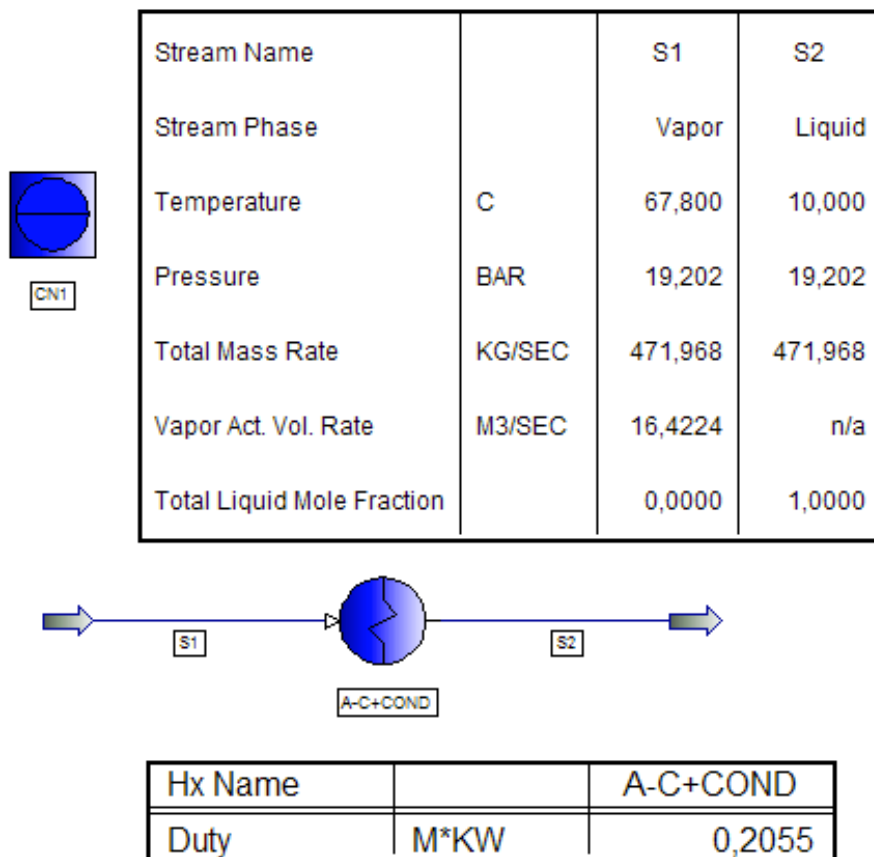 Stream Name S1 S2
Stream Phase Vapor Liquid
Temperature C 67,800 10,000
Pressure BAR 19,202 19,202
Total Mass Rate KG/SEC 471,968 471,968
Vapor Act. Vol. Rate M3/SEC 16,4224 n/a
Total Liquid Mole Fraction 0,0000 1,0000
CN1
S1
S2
A-C+COND
Hx Name A-C+COND
Duty M*KW 0,2055